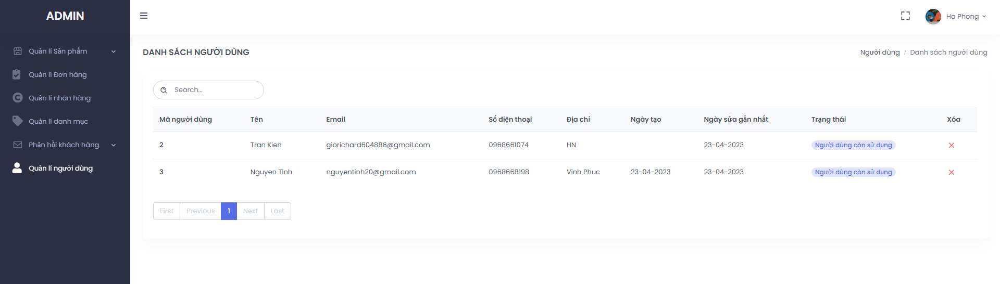 ADMIN
Ha Phong
Quản lí Sản phẩm
Quản lí Đơn hàng
Quản lí nhãn hàng
Quản lí danh mục
Phản hồi khách hàng
Quản lí người dùng
DANH SÁCH NGƯỜI DÙNG
Người dùng / Danh sách người dùng
Search...
Mã người dùng Tên Email Số điện thoại Địa chỉ Ngày tạo Ngày sửa gần nhất Trạng thái Xóa
2 Tran Kien giorichard604886@gmail.com 0968661074 HN 23-04-2023 Người dùng còn sử dụng
3 Nguyen Tinh nguyentinh20@gmail.com 0968668198 Vinh Phuc 23-04-2023 23-04-2023 Người dùng còn sử dụng
First Previous 1 Next Last